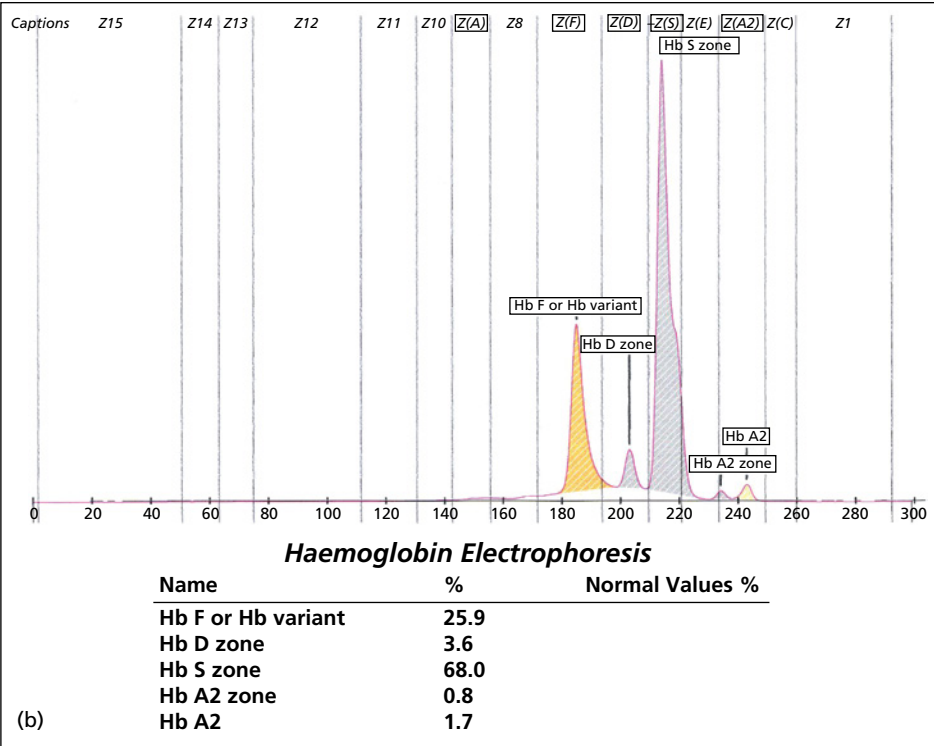 Captions Z15 Z14 Z13 Z12 Z11 Z10 Z(A) Z8 Z(F) Z(D) Z(S) Z(E) Z(A2) Z(C) Z1
Hb S zone
Hb F or Hb variant
Hb D zone
Hb A2
Hb A2 zone
0 20 40 60 80 100 120 140 160 180 200 220 240 260 280 300
Haemoglobin Electrophoresis
Name % Normal Values %
Hb F or Hb variant 25.9
Hb D zone 3.6
Hb S zone 68.0
Hb A2 zone 0.8
Hb A2 1.7
(b)